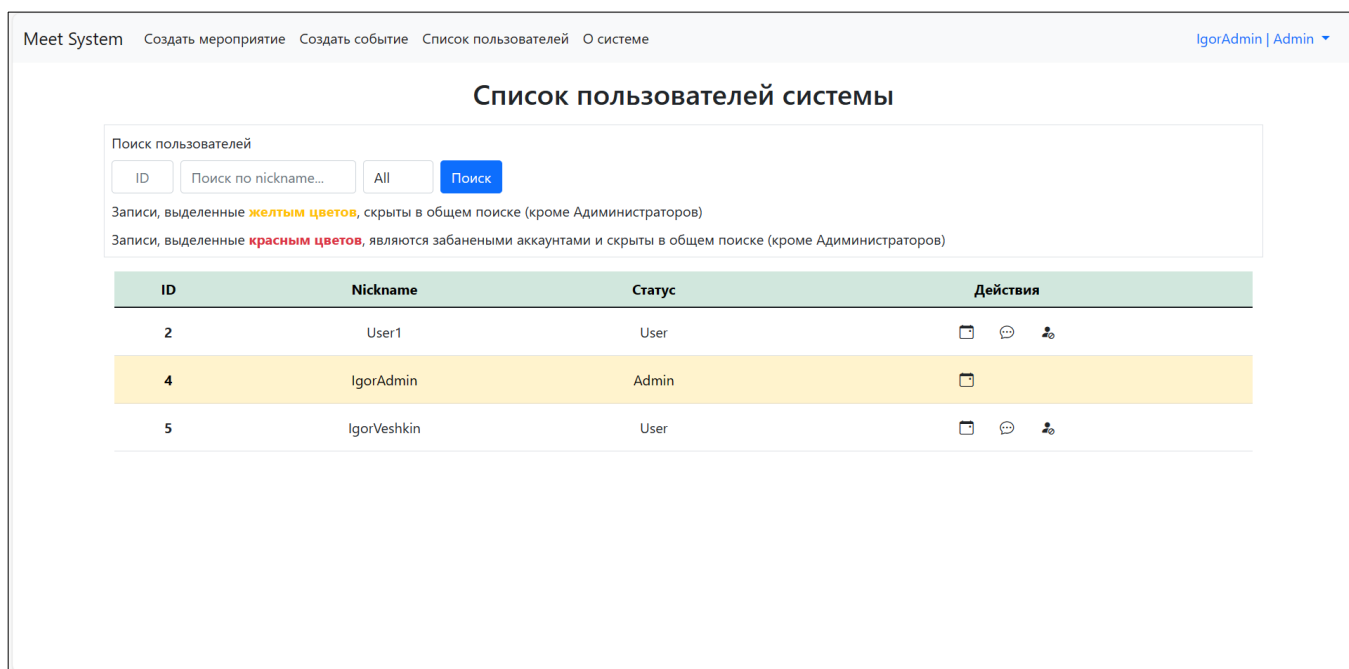 Meet System Создать мероприятие Создать событие Список пользователей О системе IgorAdmin | Admin
Список пользователей системы
Поиск пользователей
ID Поиск по nickname... All Поиск
Записи, выделенные желтым цветов, скрыты в общем поиске (кроме Адиминистраторов)
Записи, выделенные красным цветов, являются забанеными аккаунтами и скрыты в общем поиске (кроме Адиминистраторов)
ID Nickname Статус Действия
2 User1 User
4 IgorAdmin Admin
5 IgorVeshkin User